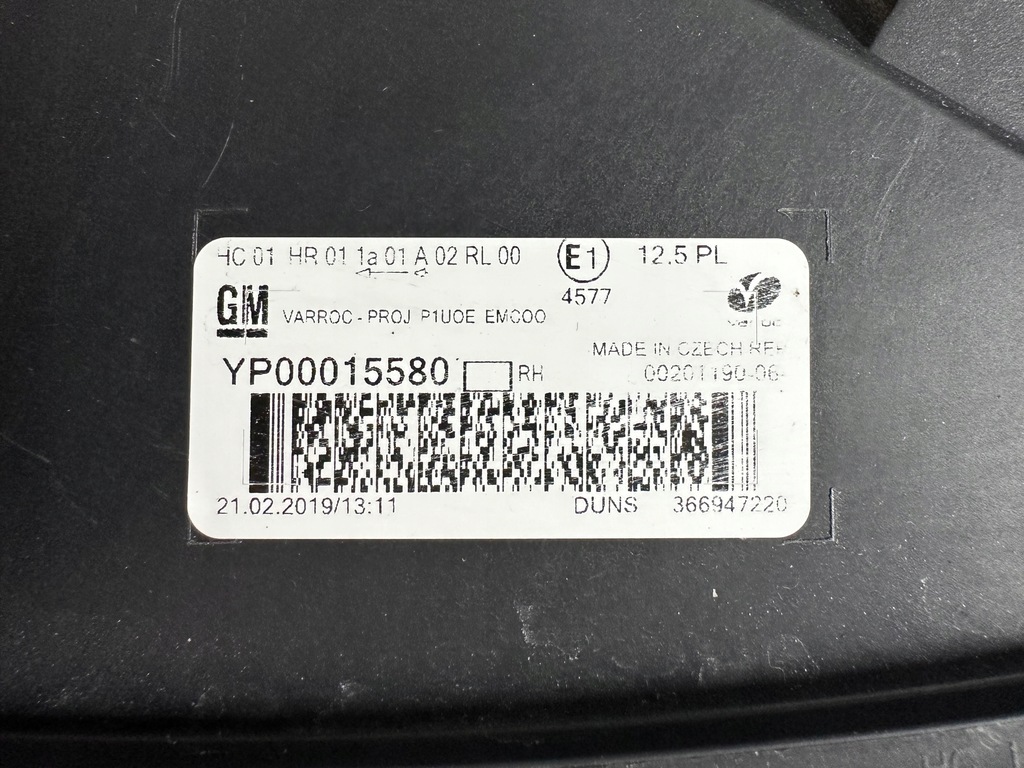 HC 01 HR 01 1a 01 A 02 RL 00 E1 12.5 PL
4577
GM VARROC-PROJ P1UOE
YP00015580 RH
MADE IN CZECH REP
00201190-06-
21.02.2019/13:11 DUNS 366947220